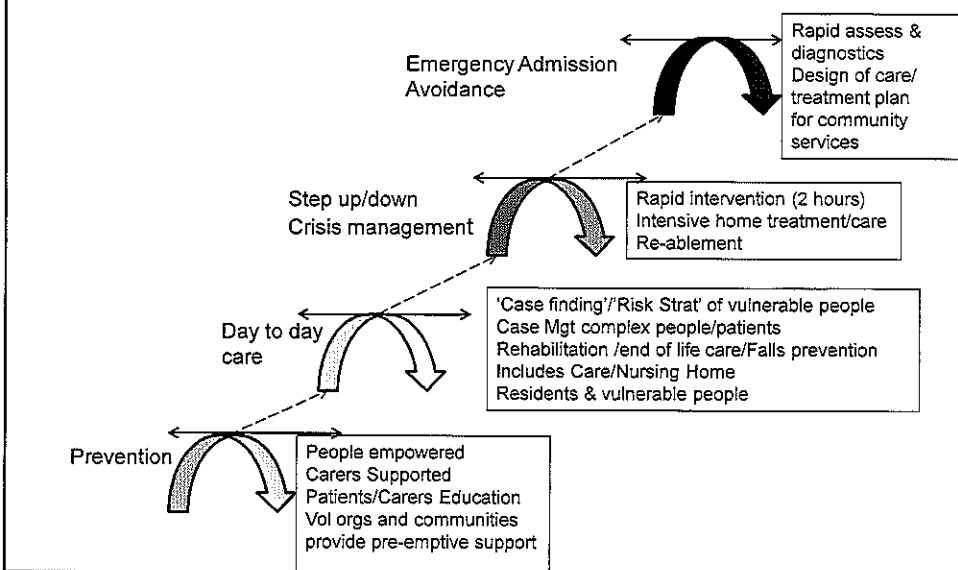 Emergency Admission
Avoidance
Rapid assess &
diagnostics
Design of care/
treatment plan
for community
services
Step up/down
Crisis management
Rapid intervention (2 hours)
Intensive home treatment/care
Re-ablement
Day to day
care
'Case finding'/'Risk Strat' of vulnerable people
Case Mgt complex people/patients
Rehabilitation /end of life care/Falls prevention
Includes Care/Nursing Home
Residents & vulnerable people
Prevention
People empowered
Carers Supported
Patients/Carers Education
Vol orgs and communities
provide pre-emptive support